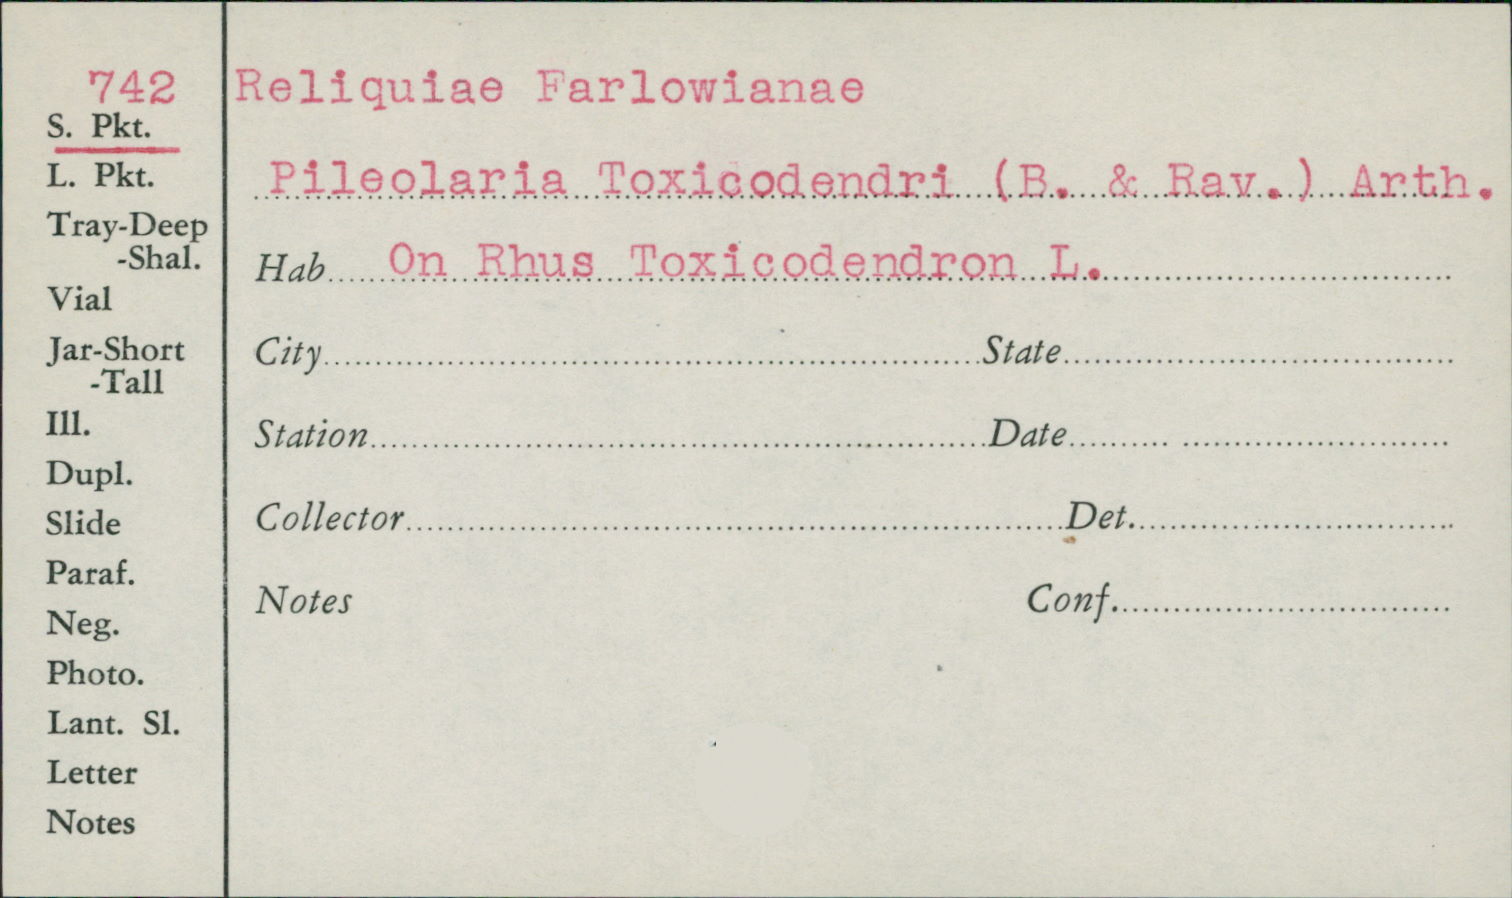 742
S. Pkt.
L. Pkt.
Tray-Deep
-Shal.
Vial
Jar-Short
-Tall
Ill.
Dupl.
Slide
Paraf.
Neg.
Photo.
Lant. Sl.
Letter
Notes
Reliquiae Farlowianae
Pileolaria Toxicodendri (B. & Rav.) Arth.
Hab On Rhus Toxicodendron L.
City State
Station Date
Collector Det.
Notes Conf.